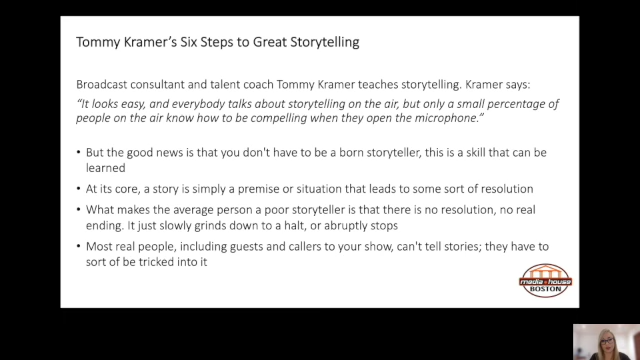 Tommy Kramer's Six Steps to Great Storytelling
Broadcast consultant and talent coach Tommy Kramer teaches storytelling. Kramer says:
"It looks easy, and everybody talks about storytelling on the air, but only a small percentage of
people on the air know how to be compelling when they open the microphone."
• But the good news is that you don't have to be a born storyteller, this is a skill that can be
learned
• At its core, a story is simply a premise or situation that leads to some sort of resolution
• What makes the average person a poor storyteller is that there is no resolution, no real
ending. It just slowly grinds down to a halt, or abruptly stops
• Most real people, including guests and callers to your show, can't tell stories; they have to
sort of be tricked into it
media house
BOSTON